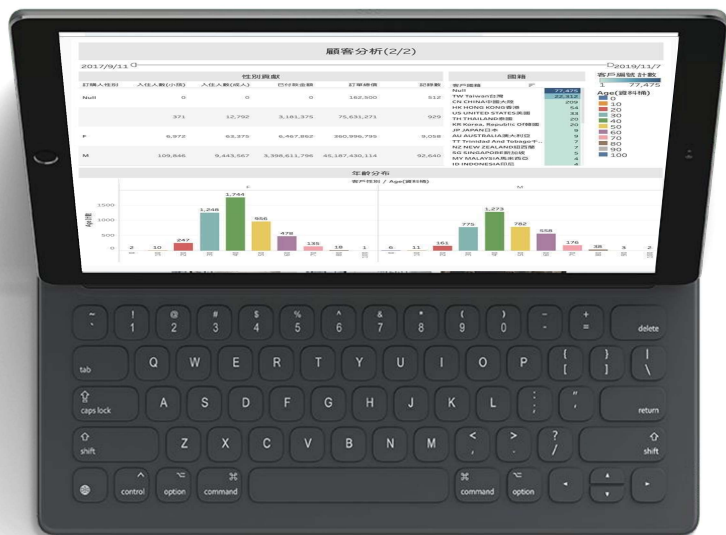 顧客分析(2/2)
2017/9/11 2019/11/7
性別貢獻
訂購人性別 入住人數(小孩) 入住人數(成人) 已付款金額 訂單總價 記錄數
Null 0 0 0 182,500 512
371 12,792 3,181,375 75,631,271 929
F 6,972 63,375 6,467,862 360,996,795 9,058
M 109,846 9,443,567 3,398,611,796 45,187,430,114 92,640
國籍
客戶國籍
Null 77,475
TW Taiwan台灣 22,312
CN CHINA中國大陸 209
HK HONG KONG香港 54
US UNITED STATES美國 33
TH THAILAND泰國 20
KR Korea, Republic Of韓國 20
JP JAPAN日本 9
AU AUSTRALIA澳大利亞 9
TT Trinidad And Tobago千.. 7
NZ NEW ZEALAND紐西蘭 7
SG SINGAPORE新加坡 5
MY MALAYSIA馬來西亞 4
ID INDONESIA印尼 4
客戶編號 計數
1 77,475
Age(資料桶)
0
10
20
30
40
50
60
70
80
90
100
年齡分布
客戶性別 / Age(資料桶)
F M
1500
1000
500
0
2 10 247 1,248 1,744 956 478 135 18 1
6 11 161 775 1,273 782 558 176 38 3 2
~ ! @ # $ % ^ & * ( ) – + delete
` 1 2 3 4 5 6 7 8 9 0 - =
tab Q W E R T Y U I O P { } |
[ ] \
caps lock A S D F G H J K L : " return
; '
shift Z X C V B N M < > ? shift
, . /
control option command command option